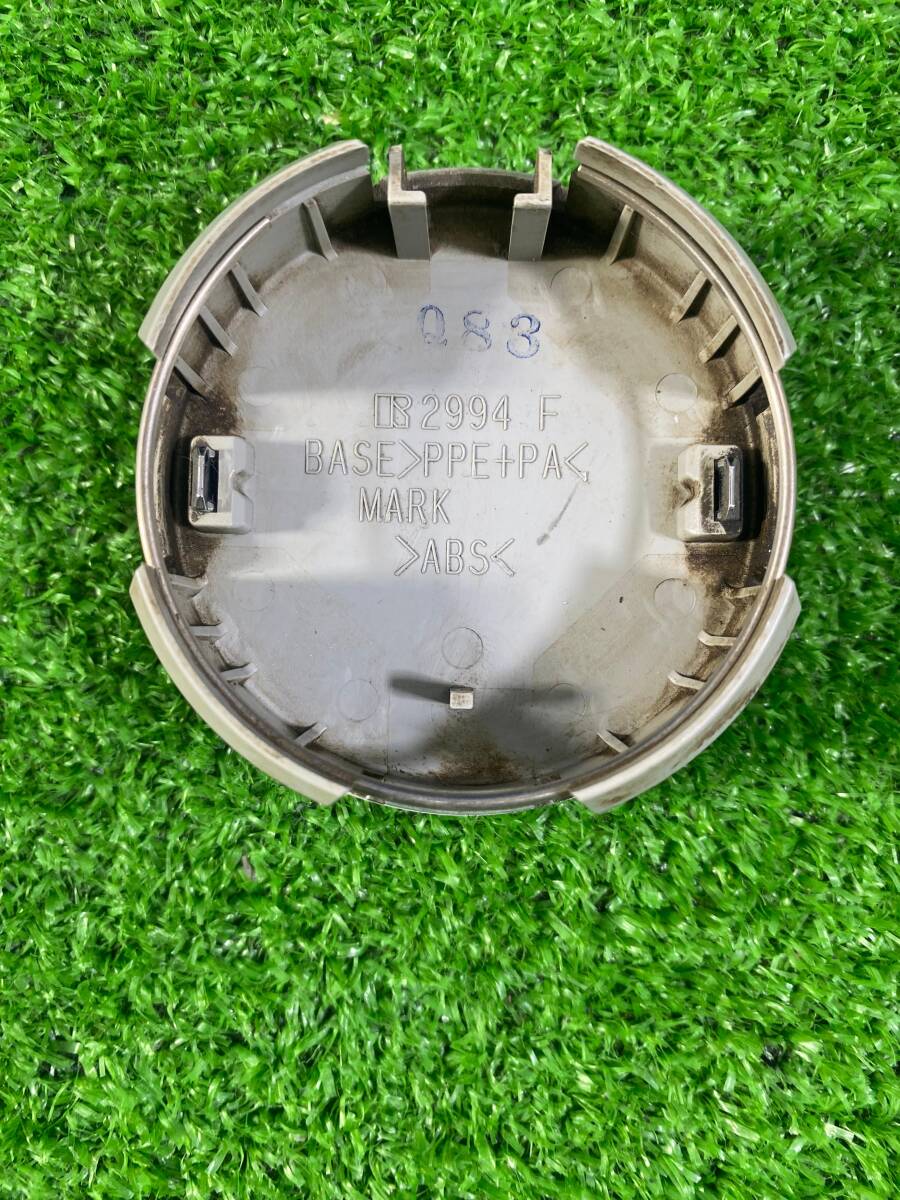 Q83
2994 F
BASE>PPE+PA<,
MARK
>ABS<